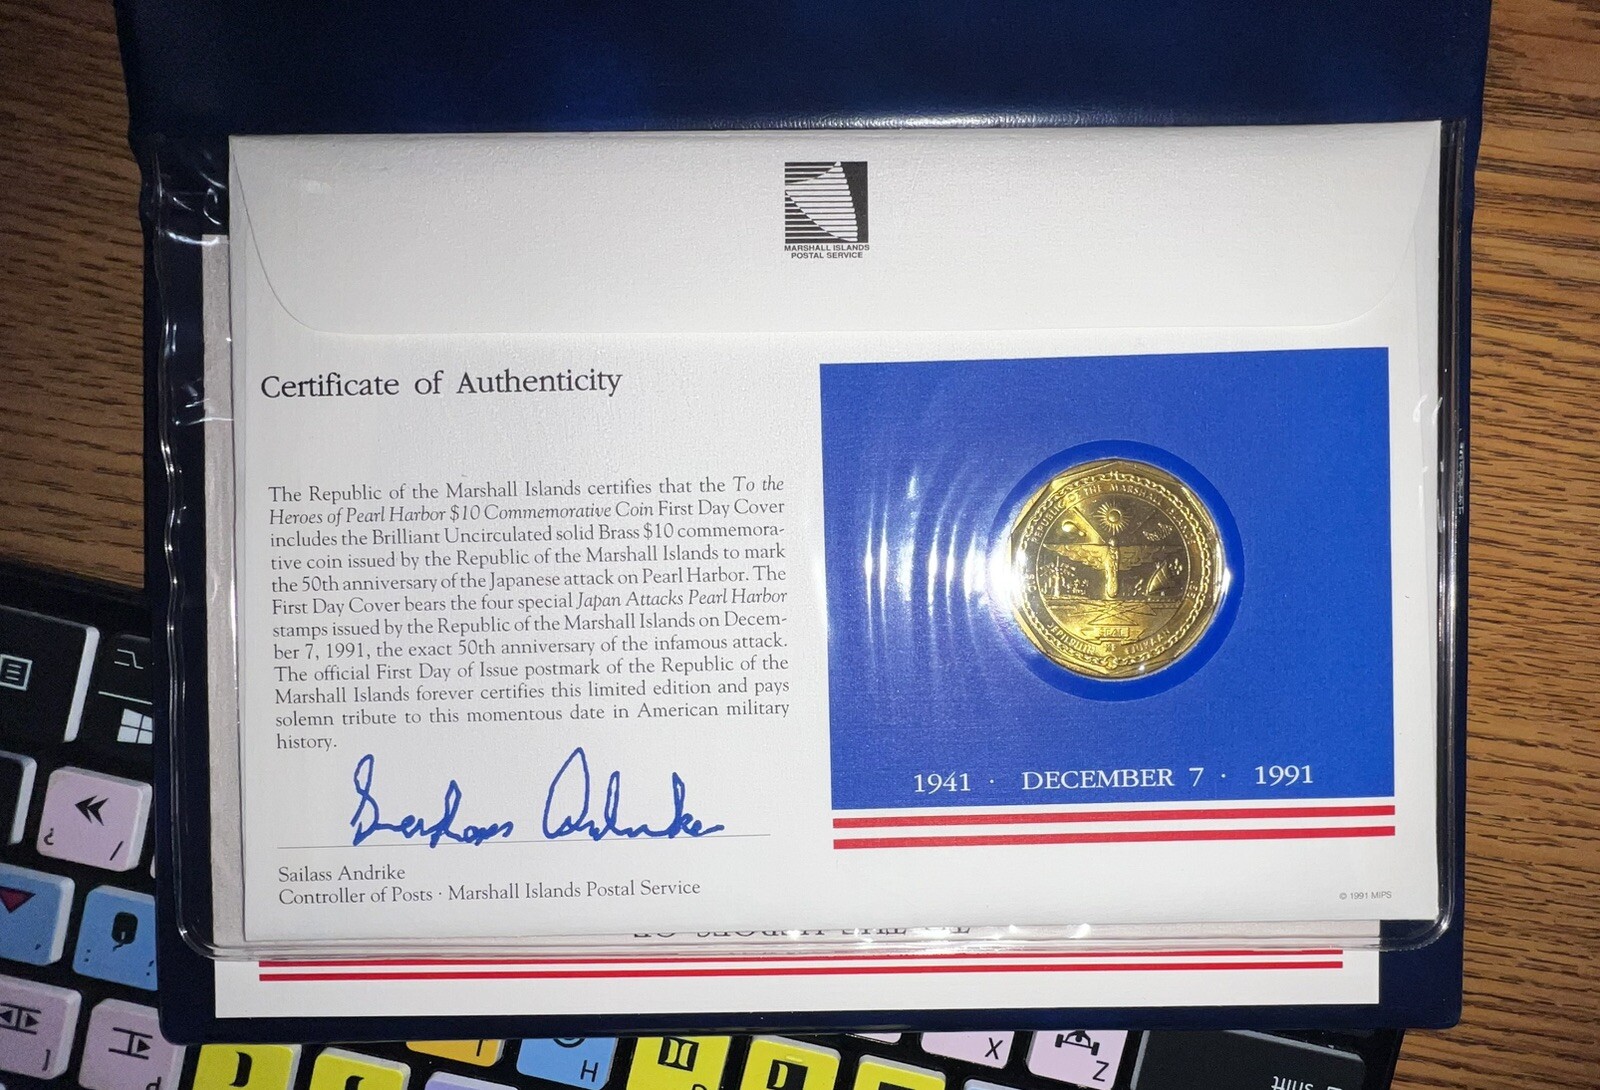 MARSHALL ISLANDS
POSTAL SERVICE
Certificate of Authenticity
The Republic of the Marshall Islands certifies that the To the
Heroes of Pearl Harbor $10 Commemorative Coin First Day Cover
includes the Brilliant Uncirculated solid Brass $10 commemora-
tive coin issued by the Republic of the Marshall Islands to mark
the 50th anniversary of the Japanese attack on Pearl Harbor. The
First Day Cover bears the four special Japan Attacks Pearl Harbor
stamps issued by the Republic of the Marshall Islands on Decem-
ber 7, 1991, the exact 50th anniversary of the infamous attack.
The official First Day of Issue postmark of the Republic of the
Marshall Islands forever certifies this limited edition and pays
solemn tribute to this momentous date in American military
history.
Sailass Andrike
Controller of Posts · Marshall Islands Postal Service
REPUBLIC OF THE MARSHALL ISLANDS
SEAL
1941 · DECEMBER 7 · 1991
© 1991 MIPS
H
X
Z
shift